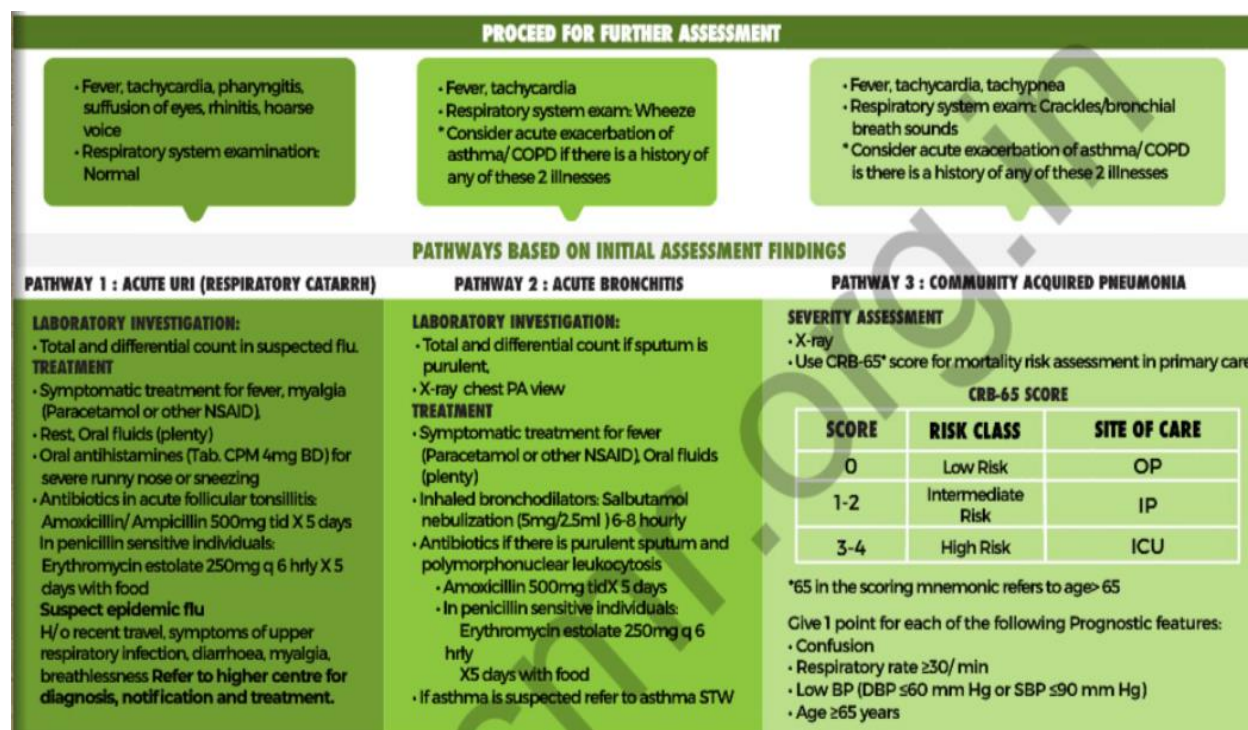 PROCEED FOR FURTHER ASSESSMENT
• Fever, tachycardia, pharyngitis,
suffusion of eyes, rhinitis, hoarse
voice
• Respiratory system examination:
Normal
• Fever, tachycardia
• Respiratory system exam: Wheeze
*Consider acute exacerbation of
asthma/ COPD if there is a history of
any of these 2 illnesses
• Fever, tachycardia, tachypnea
• Respiratory system exam: Crackles/bronchial
breath sounds
*Consider acute exacerbation of asthma/ COPD
is there is a history of any of these 2 illnesses
PATHWAYS BASED ON INITIAL ASSESSMENT FINDINGS
PATHWAY 1 : ACUTE URI (RESPIRATORY CATARRH)
LABORATORY INVESTIGATION:
• Total and differential count in suspected flu.
TREATMENT
• Symptomatic treatment for fever, myalgia
(Paracetamol or other NSAID),
• Rest, Oral fluids (plenty)
• Oral antihistamines (Tab. CPM 4mg BD) for
severe runny nose or sneezing
• Antibiotics in acute follicular tonsillitis:
Amoxicillin/ Ampicillin 500mg tid X 5 days
In penicillin sensitive individuals:
Erythromycin estolate 250mg q 6 hrly X 5
days with food
Suspect epidemic flu
H/o recent travel, symptoms of upper
respiratory infection, diarrhoea, myalgia,
breathlessness Refer to higher centre for
diagnosis, notification and treatment.
PATHWAY 2 : ACUTE BRONCHITIS
LABORATORY INVESTIGATION:
• Total and differential count if sputum is
purulent,
• X-ray chest PA view
TREATMENT
• Symptomatic treatment for fever
(Paracetamol or other NSAID), Oral fluids
(plenty)
• Inhaled bronchodilators: Salbutamol
nebulization (5mg/2.5ml ) 6-8 hourly
• Antibiotics if there is purulent sputum and
polymorphonuclear leukocytosis
• Amoxicillin 500mg tidX 5 days
• In penicillin sensitive individuals:
Erythromycin estolate 250mg q 6
hrly
X5 days with food
• If asthma is suspected refer to asthma STW
PATHWAY 3 : COMMUNITY ACQUIRED PNEUMONIA
SEVERITY ASSESSMENT
• X-ray
• Use CRB-65* score for mortality risk assessment in primary care
CRB-65 SCORE
SCORE RISK CLASS SITE OF CARE
0 Low Risk OP
1-2 Intermediate Risk IP
3-4 High Risk ICU
*65 in the scoring mnemonic refers to age> 65
Give 1 point for each of the following Prognostic features:
• Confusion
• Respiratory rate ≥30/ min
• Low BP (DBP ≤60 mm Hg or SBP ≤90 mm Hg)
• Age ≥65 years
cmr.org.in